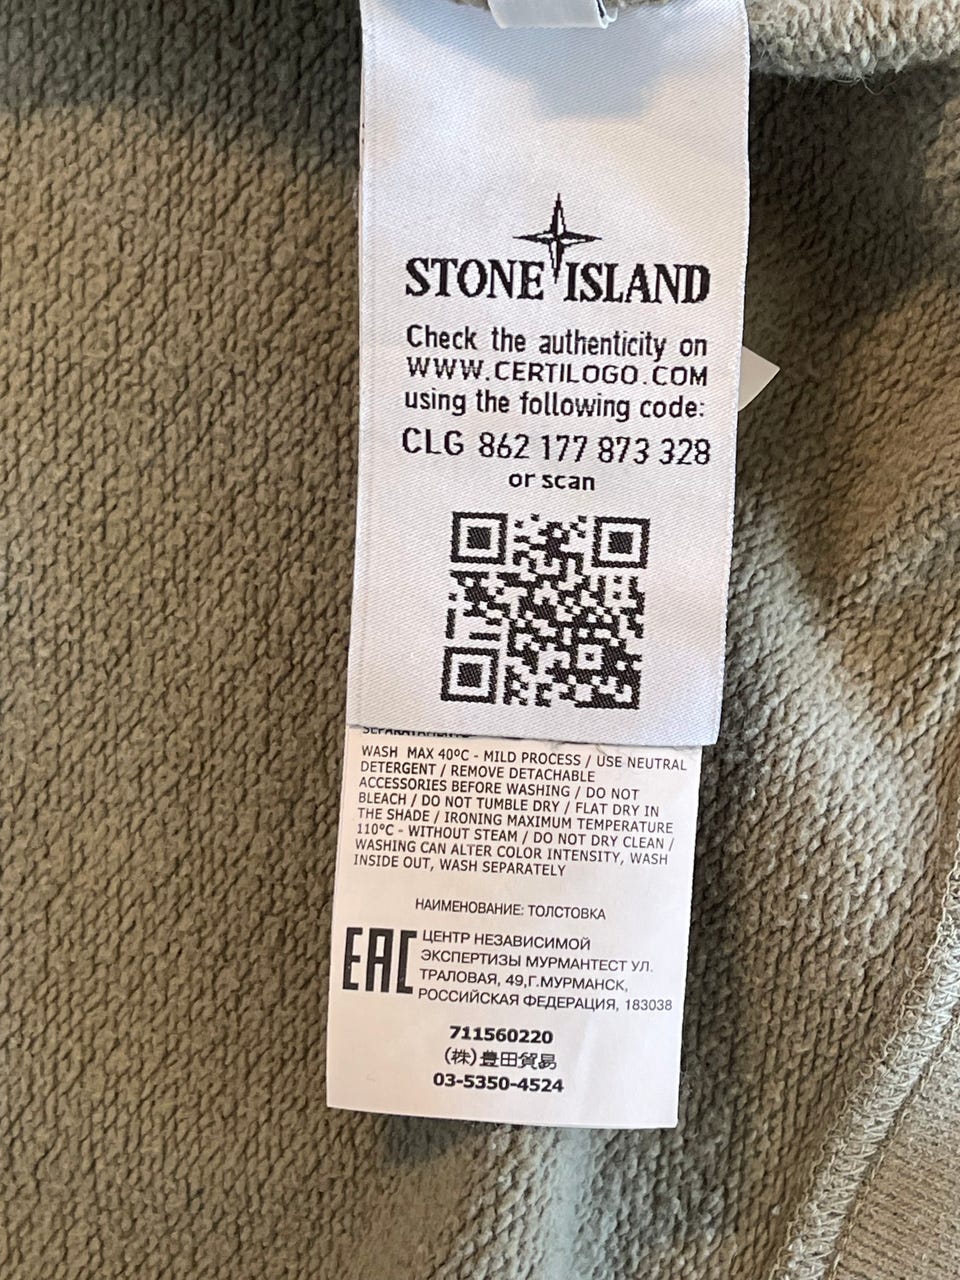 STONE ISLAND
Check the authenticity on
WWW.CERTILOGO.COM
using the following code:
CLG 862 177 873 328
or scan
WASH MAX 40°C - MILD PROCESS / USE NEUTRAL
DETERGENT / REMOVE DETACHABLE
ACCESSORIES BEFORE WASHING / DO NOT
BLEACH / DO NOT TUMBLE DRY / FLAT DRY IN
THE SHADE / IRONING MAXIMUM TEMPERATURE
110°C - WITHOUT STEAM / DO NOT DRY CLEAN /
WASHING CAN ALTER COLOR INTENSITY, WASH
INSIDE OUT, WASH SEPARATELY
НАИМЕНОВАНИЕ: ТОЛСТОВКА
EAC
ЦЕНТР НЕЗАВИСИМОЙ
ЭКСПЕРТИЗЫ МУРМАНТЕСТ УЛ.
ТРАЛОВАЯ, 49,Г.МУРМАНСК,
РОССИЙСКАЯ ФЕДЕРАЦИЯ, 183038
711560220
(株)豊田貿易
03-5350-4524